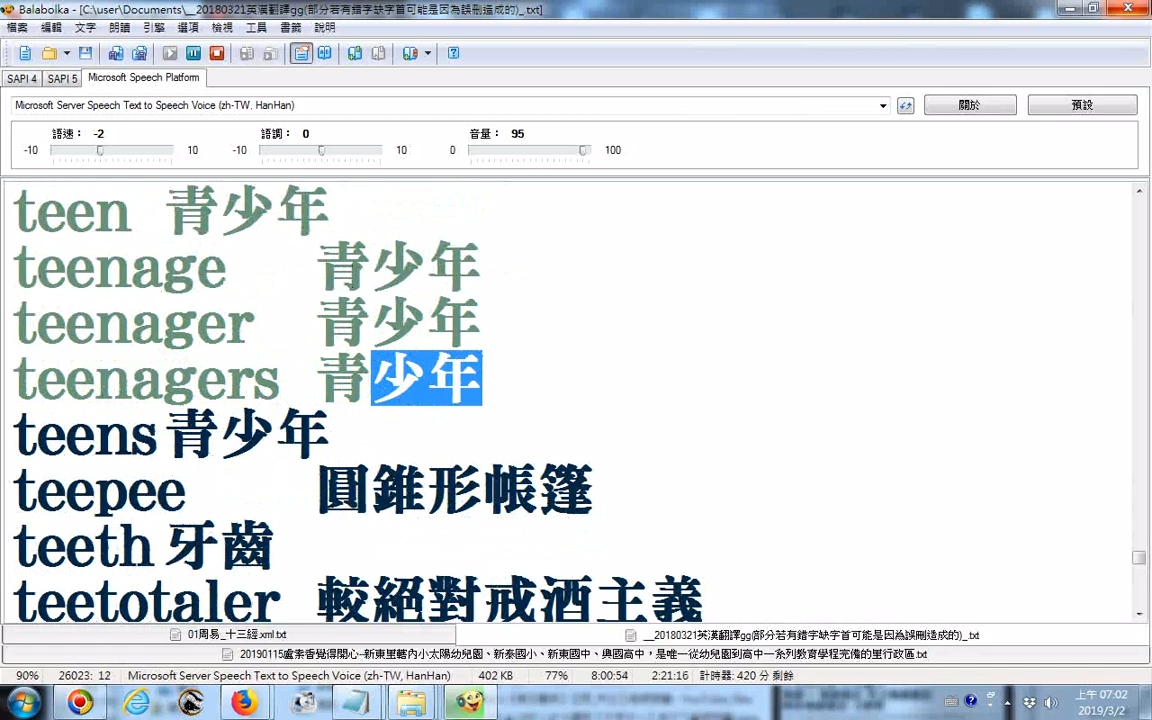 Balabolka - [C:\user\Documents\__20180321英漢翻譯gg(部分若有錯字缺字首可能是因為誤刪造成的)_.txt]
檔案 編輯 文字 朗讀 引擎 選項 檢視 工具 書籤 說明
SAPI 4 SAPI 5 Microsoft Speech Platform
Microsoft Server Speech Text to Speech Voice (zh-TW, HanHan) 關於 預設
語速： -2 語調： 0 音量： 95
-10 10 -10 10 0 100
teen 青少年
teenage 青少年
teenager 青少年
teenagers 青少年
teens 青少年
teepee 圓錐形帳篷
teeth 牙齒
teetotaler 較絕對戒酒主義
01周易_十三經.xml.txt __20180321英漢翻譯gg(部分若有錯字缺字首可能是因為誤刪造成的)_.txt
20190115盧素香覺得開心-新東里轄內小太陽幼兒園、新泰國小、新東國中、興國高中，是唯一從幼兒園到高中一系列教育學程完備的里行政區.txt
90% 26023: 12 Microsoft Server Speech Text to Speech Voice (zh-TW, HanHan) 402 KB 77% 8:00:54 2:21:16 計時器: 420 分 剩餘
上午 07:02
2019/3/2